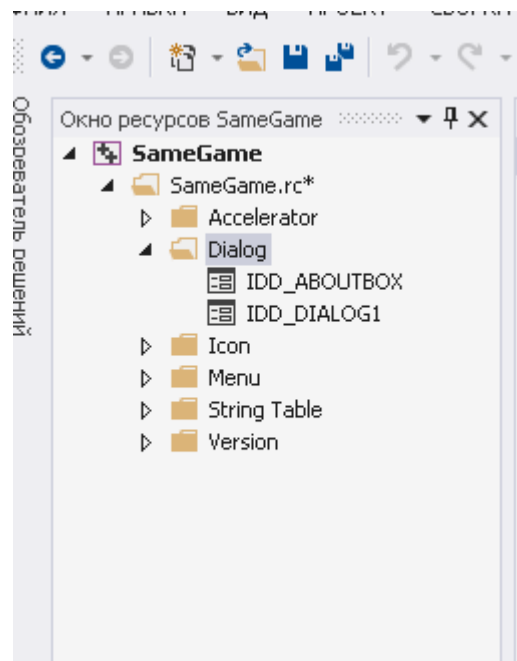 Окно ресурсов SameGame
SameGame
SameGame.rc*
Accelerator
Dialog
IDD_ABOUTBOX
IDD_DIALOG1
Icon
Menu
String Table
Version
Обозреватель решений